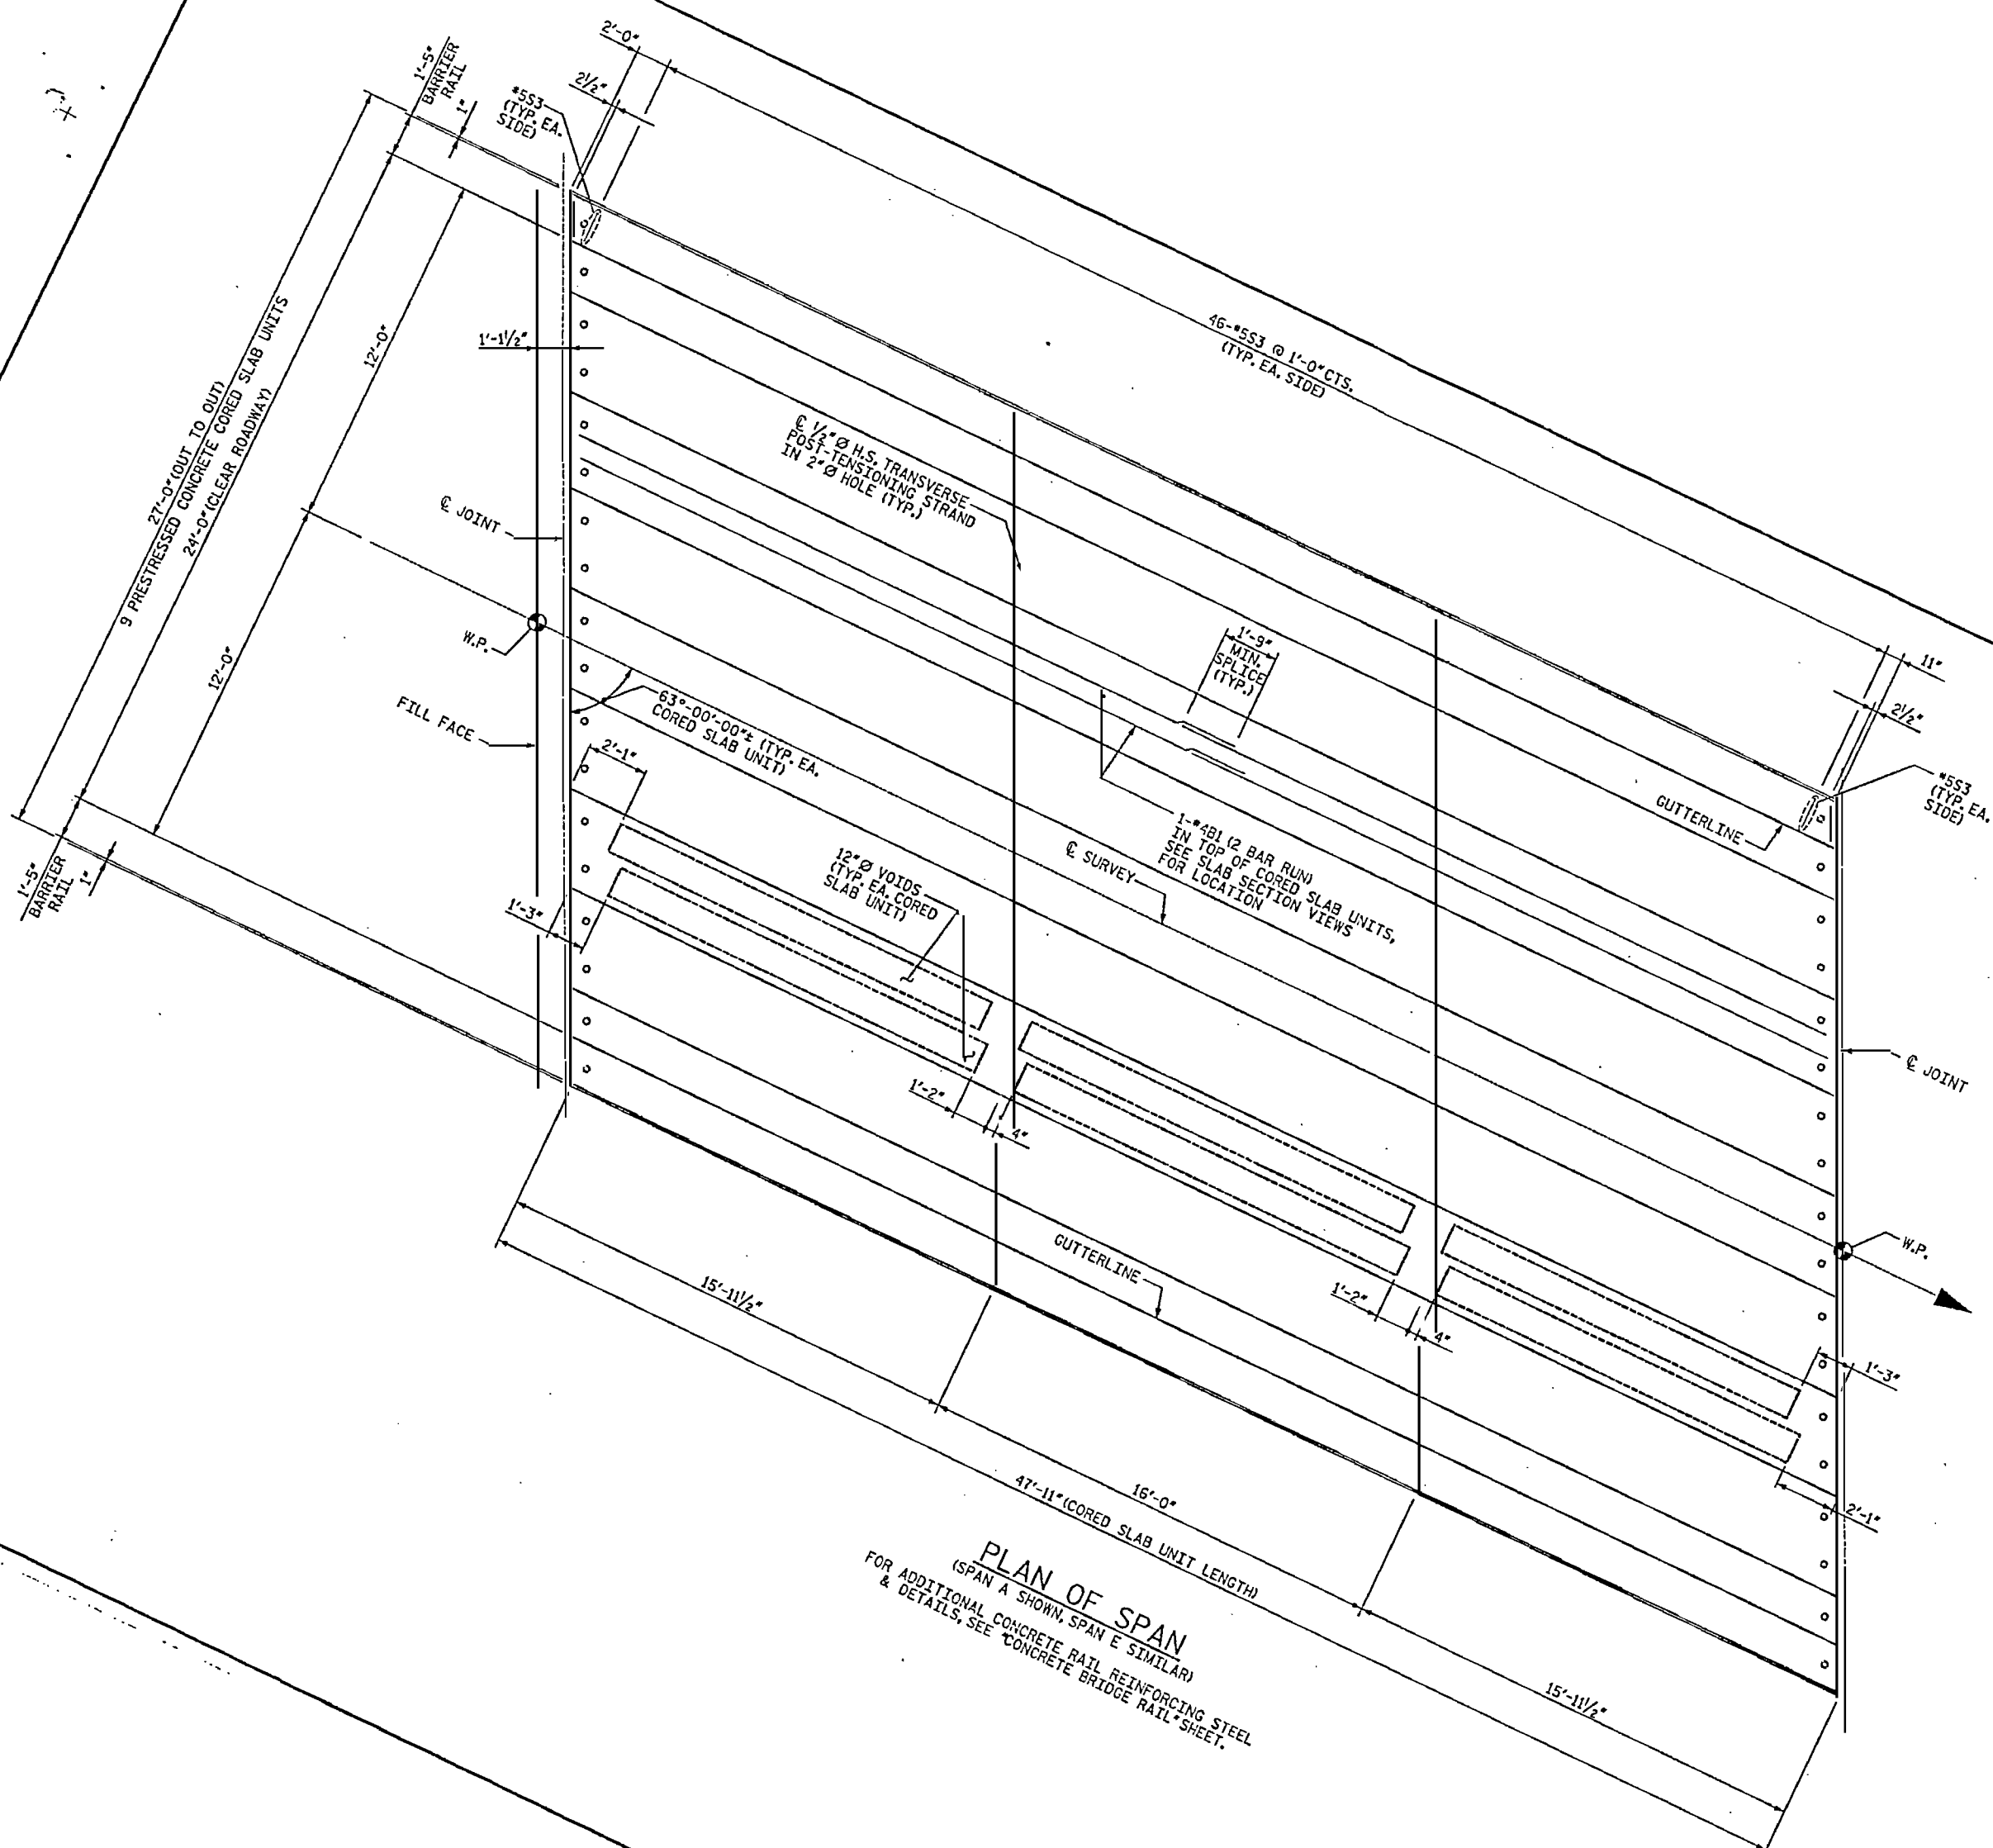 2'-0"
2½"
1'-5"
BARRIER
RAIL
1"
#5S3
(TYP. EA.
SIDE)
46-#5S3 @ 1'-0" CTS.
(TYP. EA. SIDE)
12'-0"
27'-0" (OUT TO OUT)
9 PRESTRESSED CONCRETE CORED SLAB UNITS
24'-0" (CLEAR ROADWAY)
1'-1½"
℄ ½" Ø H.S. TRANSVERSE
POST-TENSIONING STRAND
IN 2" Ø HOLE (TYP.)
℄ JOINT
W.P.
12'-0"
FILL FACE
63°-00'-00"± (TYP. EA.
CORED SLAB UNIT)
2'-1"
1'-9"
MIN.
SPLICE
(TYP.)
11"
2½"
#5S3
(TYP. EA.
SIDE)
GUTTERLINE
1-#4B1 (2 BAR RUN)
IN TOP OF CORED SLAB UNITS,
SEE SLAB SECTION VIEWS
FOR LOCATION
℄ SURVEY
12" Ø VOIDS
(TYP. EA. CORED
SLAB UNIT)
1'-5"
BARRIER
RAIL
1"
1'-3"
1'-2"
4"
℄ JOINT
W.P.
GUTTERLINE
1'-2"
4"
1'-3"
2'-1"
15'-11½"
16'-0"
15'-11½"
47'-11" (CORED SLAB UNIT LENGTH)
PLAN OF SPAN
(SPAN A SHOWN, SPAN E SIMILAR)
FOR ADDITIONAL CONCRETE RAIL REINFORCING STEEL
& DETAILS, SEE "CONCRETE BRIDGE RAIL" SHEET.